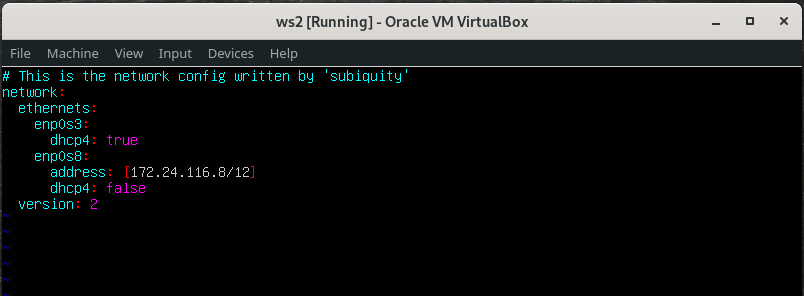 ws2 [Running] - Oracle VM VirtualBox
File Machine View Input Devices Help
# This is the network config written by 'subiquity'
network:
  ethernets:
    enp0s3:
      dhcp4: true
    enp0s8:
      address: [172.24.116.8/12]
      dhcp4: false
  version: 2
~
~
~
~
~
~